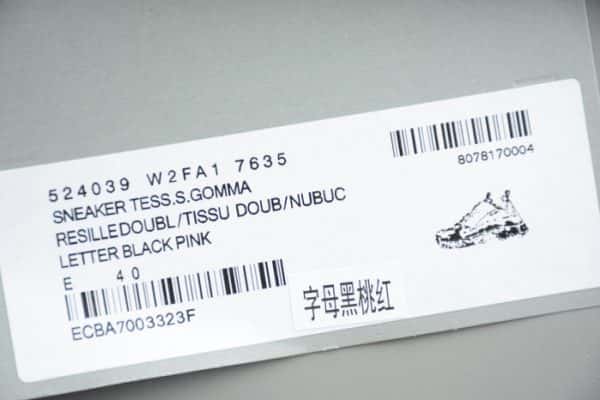 524039 W2FA1 7635
SNEAKER TESS.S.GOMMA
RESILLEDOUBL/TISSU DOUB/NUBUC
LETTER BLACK PINK
E 40
ECBA7003323F
8078170004
字母黑桃红